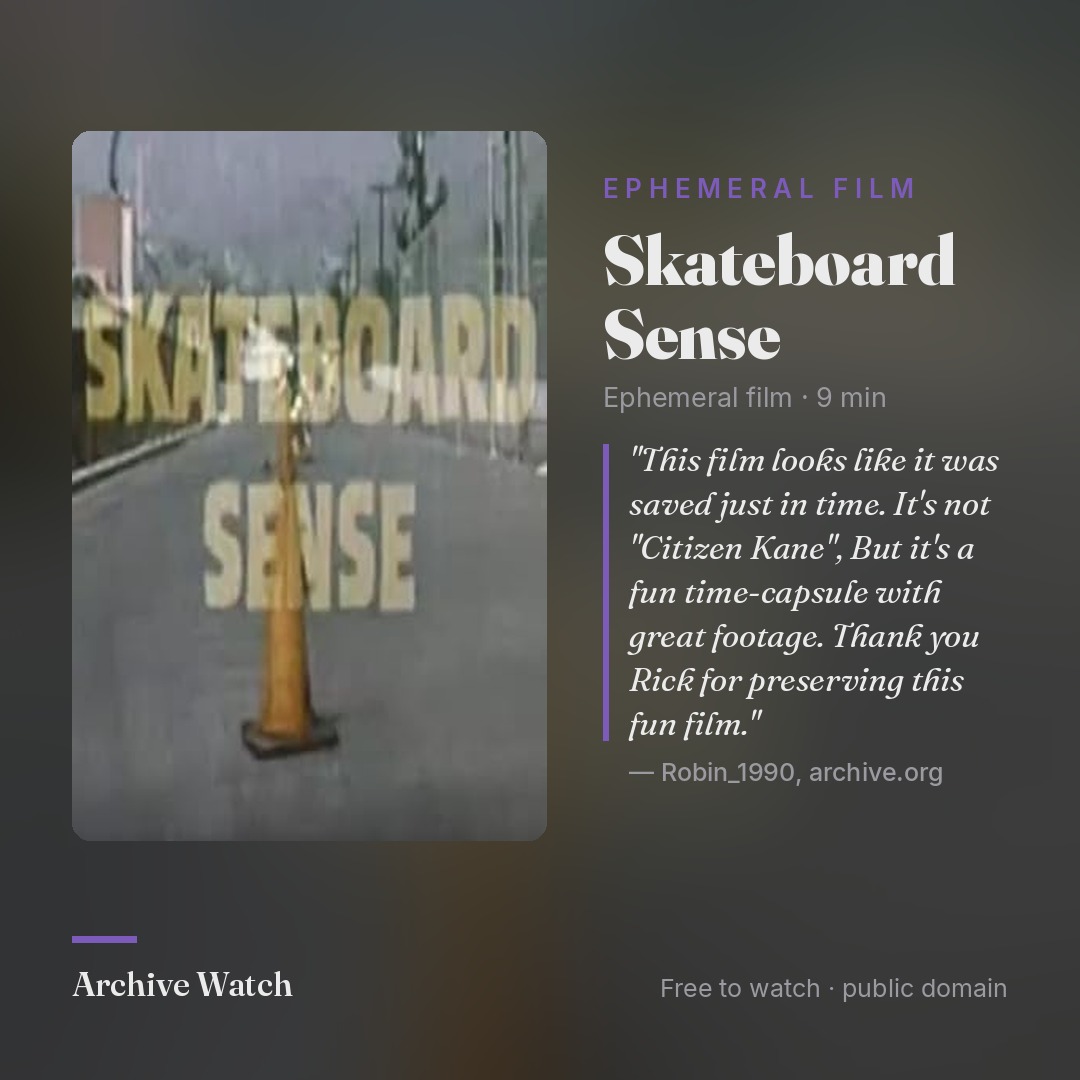 SKATEBOARD
SENSE
EPHEMERAL FILM
Skateboard
Sense
Ephemeral film · 9 min
"This film looks like it was
saved just in time. It's not
"Citizen Kane", But it's a
fun time-capsule with
great footage. Thank you
Rick for preserving this
fun film."
— Robin_1990, archive.org
Archive Watch
Free to watch · public domain